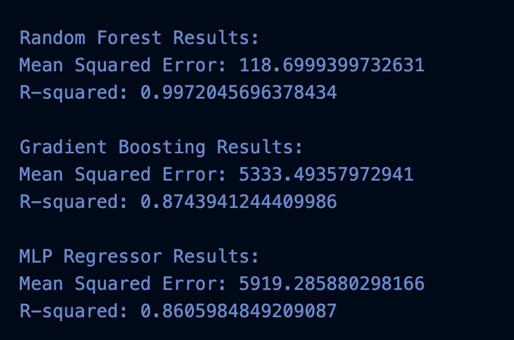 Random Forest Results:
Mean Squared Error: 118.6999399732631
R-squared: 0.9972045696378434
Gradient Boosting Results:
Mean Squared Error: 5333.49357972941
R-squared: 0.8743941244409986
MLP Regressor Results:
Mean Squared Error: 5919.285880298166
R-squared: 0.8605984849209087